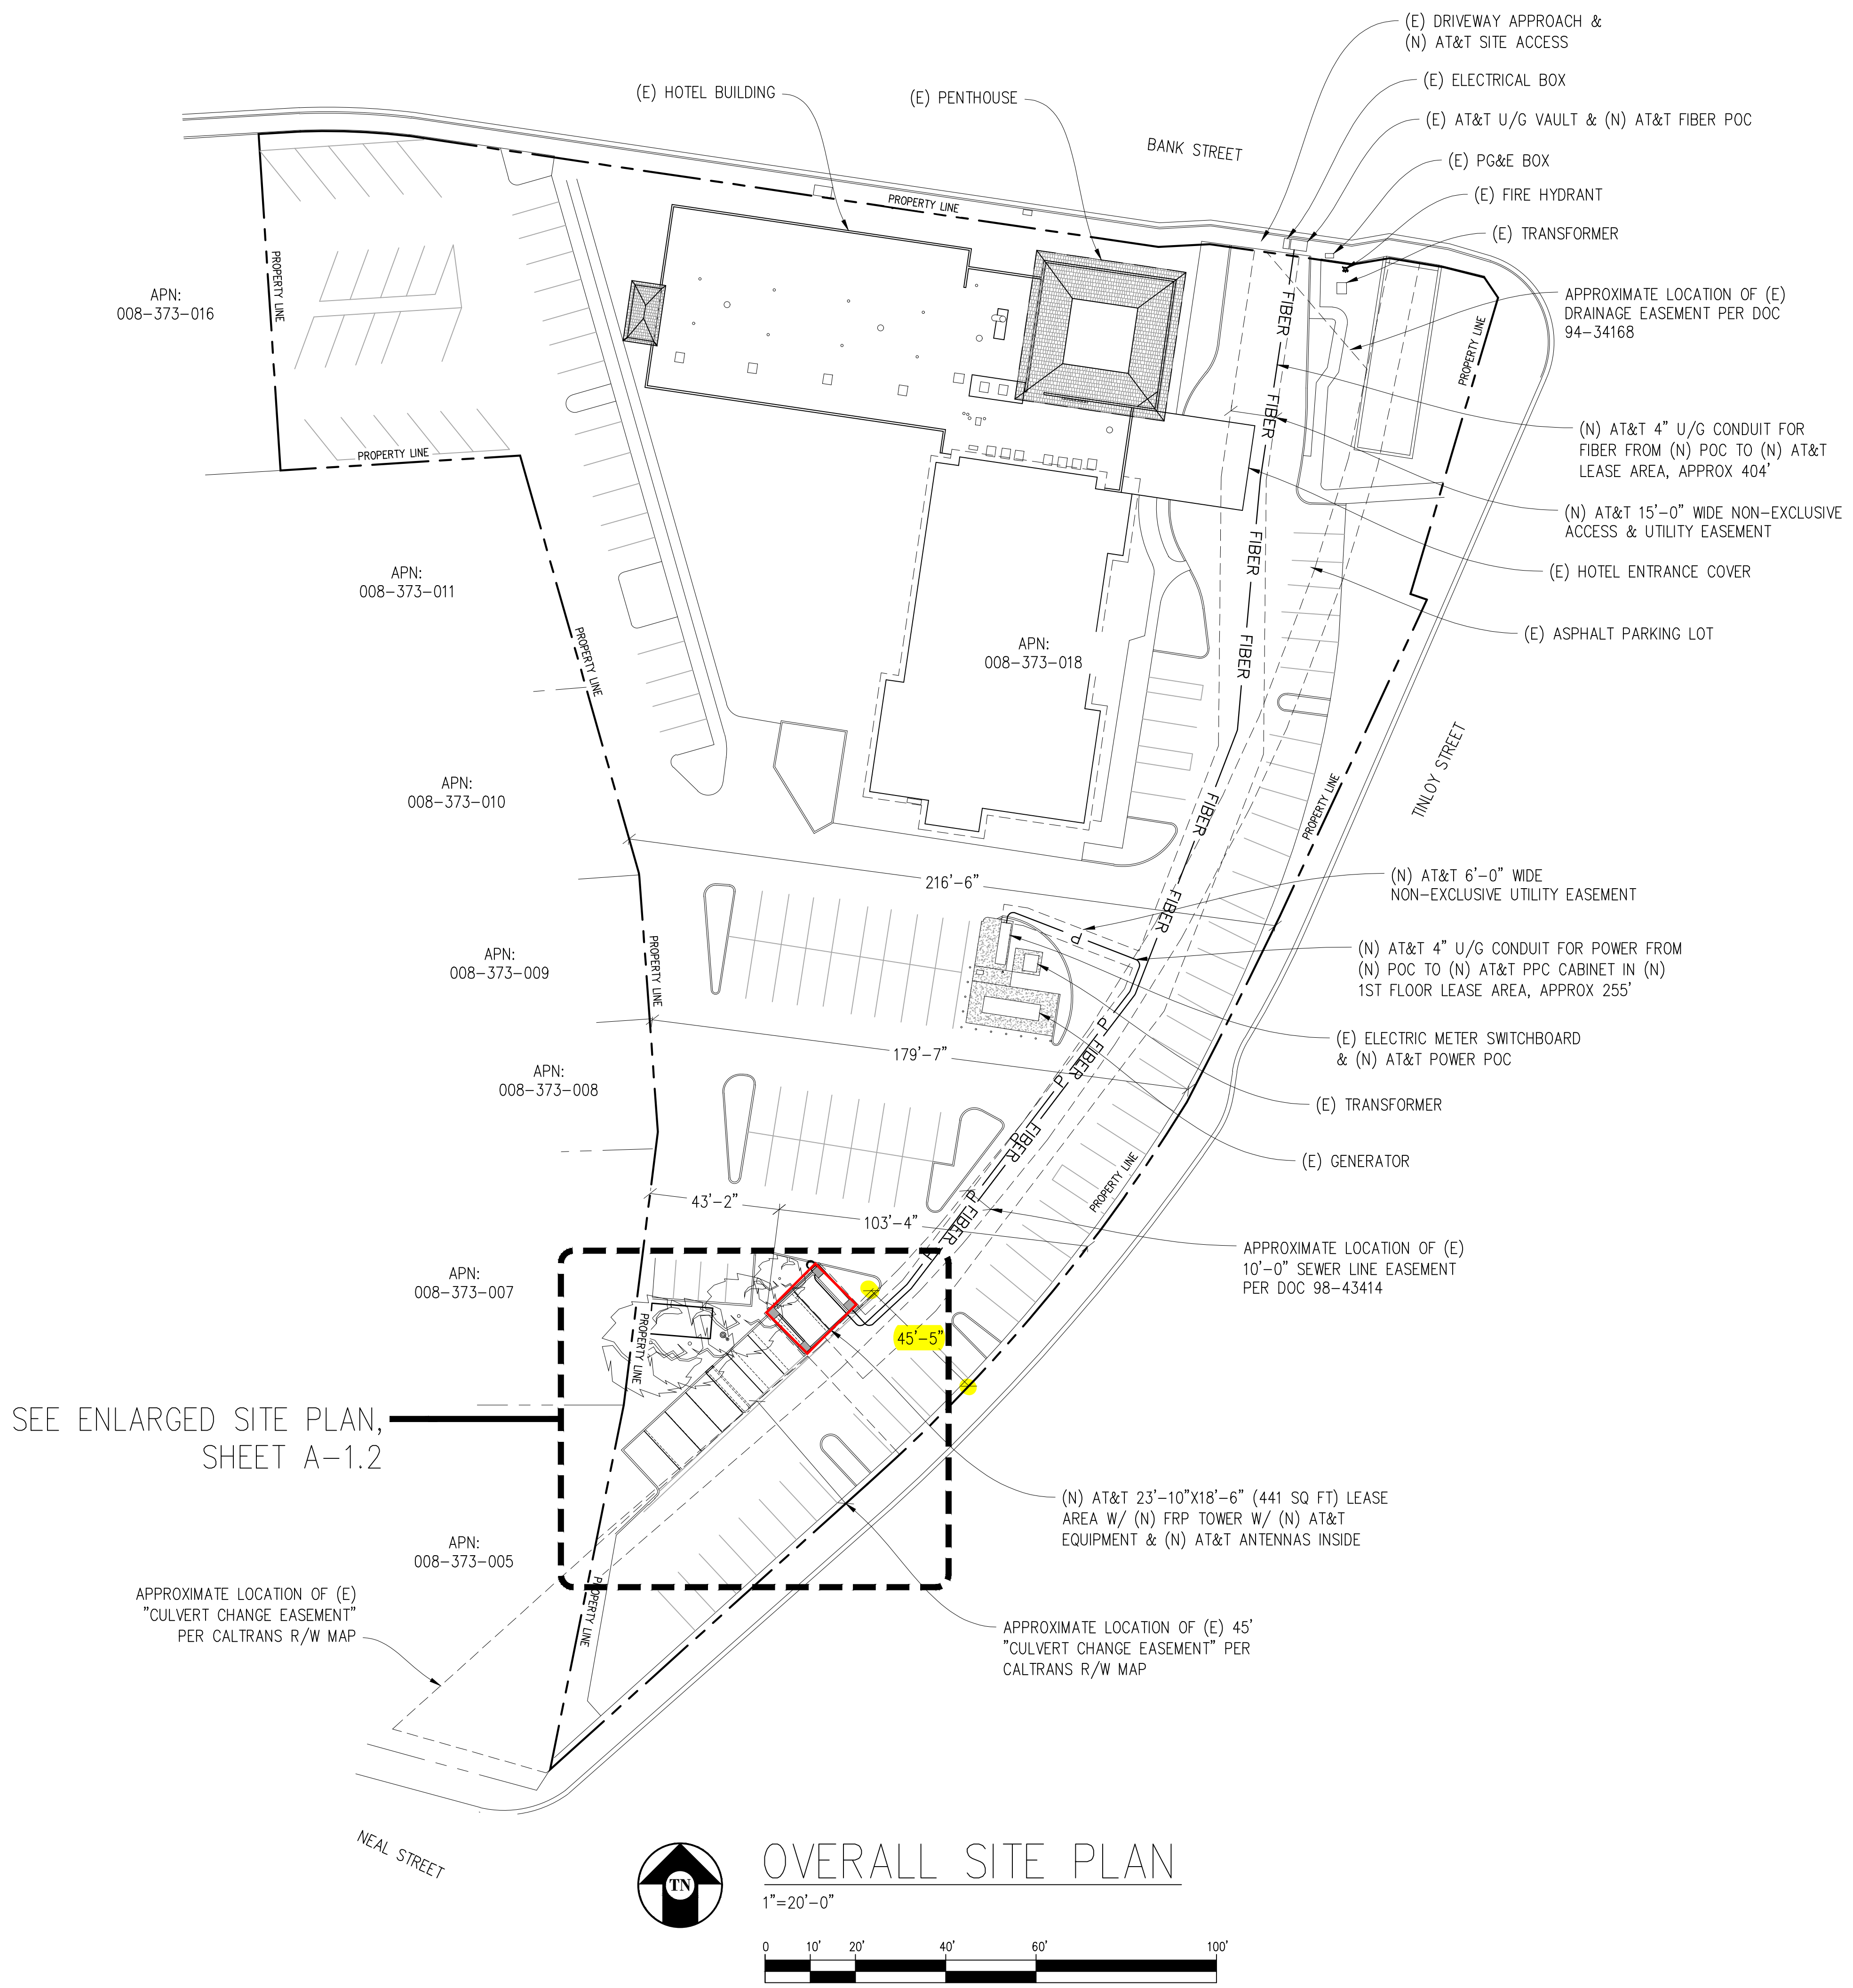 (E) DRIVEWAY APPROACH &
(N) AT&T SITE ACCESS
(E) ELECTRICAL BOX
(E) HOTEL BUILDING
(E) PENTHOUSE
(E) AT&T U/G VAULT & (N) AT&T FIBER POC
BANK STREET
(E) PG&E BOX
(E) FIRE HYDRANT
PROPERTY LINE
(E) TRANSFORMER
PROPERTY LINE
APN:
008-373-016
FIBER
APPROXIMATE LOCATION OF (E)
DRAINAGE EASEMENT PER DOC
94-34168
PROPERTY LINE
FIBER
(N) AT&T 4" U/G CONDUIT FOR
FIBER FROM (N) POC TO (N) AT&T
LEASE AREA, APPROX 404'
PROPERTY LINE
(N) AT&T 15'-0" WIDE NON-EXCLUSIVE
ACCESS & UTILITY EASEMENT
FIBER
(E) HOTEL ENTRANCE COVER
APN:
008-373-011
(E) ASPHALT PARKING LOT
PROPERTY LINE
APN:
008-373-018
FIBER
TINLOY STREET
APN:
008-373-010
FIBER
PROPERTY LINE
216'-6"
(N) AT&T 6'-0" WIDE
NON-EXCLUSIVE UTILITY EASEMENT
FIBER
P
(N) AT&T 4" U/G CONDUIT FOR POWER FROM
(N) POC TO (N) AT&T PPC CABINET IN (N)
1ST FLOOR LEASE AREA, APPROX 255'
APN:
008-373-009
PROPERTY LINE
P
(E) ELECTRIC METER SWITCHBOARD
& (N) AT&T POWER POC
179'-7"
FIBER
P
APN:
008-373-008
(E) TRANSFORMER
P
FIBER
(E) GENERATOR
PROPERTY LINE
43'-2"
P
103'-4"
FIBER
P
APPROXIMATE LOCATION OF (E)
10'-0" SEWER LINE EASEMENT
PER DOC 98-43414
APN:
008-373-007
PROPERTY LINE
45'-5"
SEE ENLARGED SITE PLAN,
SHEET A-1.2
(N) AT&T 23'-10"X18'-6" (441 SQ FT) LEASE
AREA W/ (N) FRP TOWER W/ (N) AT&T
EQUIPMENT & (N) AT&T ANTENNAS INSIDE
APN:
008-373-005
PROPERTY LINE
APPROXIMATE LOCATION OF (E)
"CULVERT CHANGE EASEMENT"
PER CALTRANS R/W MAP
APPROXIMATE LOCATION OF (E) 45'
"CULVERT CHANGE EASEMENT" PER
CALTRANS R/W MAP
NEAL STREET
TN
OVERALL SITE PLAN
1"=20'-0"
0 10' 20' 40' 60' 100'